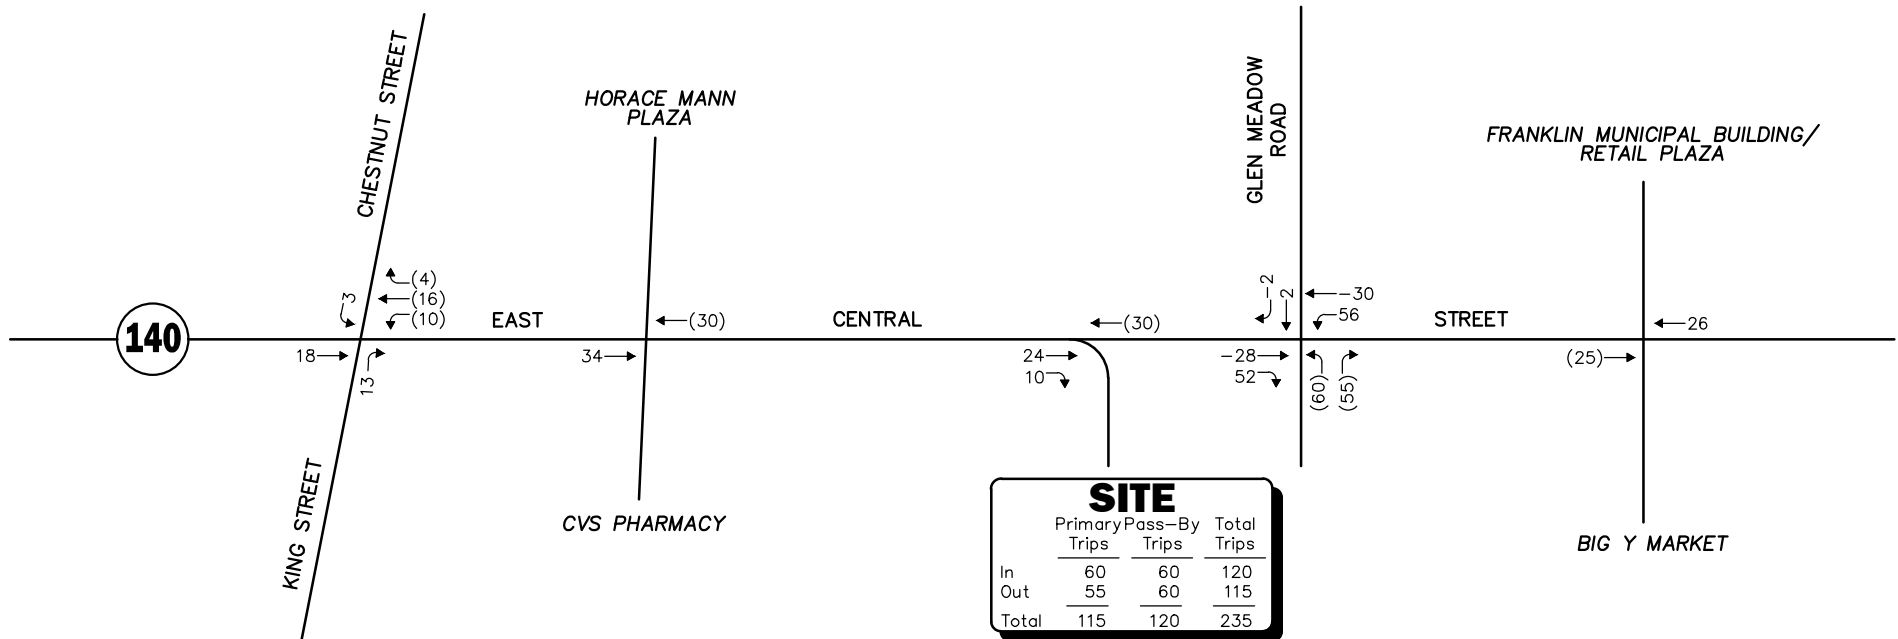 CHESTNUT STREET
HORACE MANN
PLAZA
GLEN MEADOW
ROAD
FRANKLIN MUNICIPAL BUILDING/
RETAIL PLAZA
140
3
(4)
(16)
(10)
EAST
(30)
CENTRAL
(30)
-2
2
-30
56
STREET
26
18
13
34
24
10
-28
52
(60)
(55)
(25)
KING STREET
CVS PHARMACY
BIG Y MARKET
SITE
Primary Pass-By Total
Trips Trips Trips
In 60 60 120
Out 55 60 115
Total 115 120 235